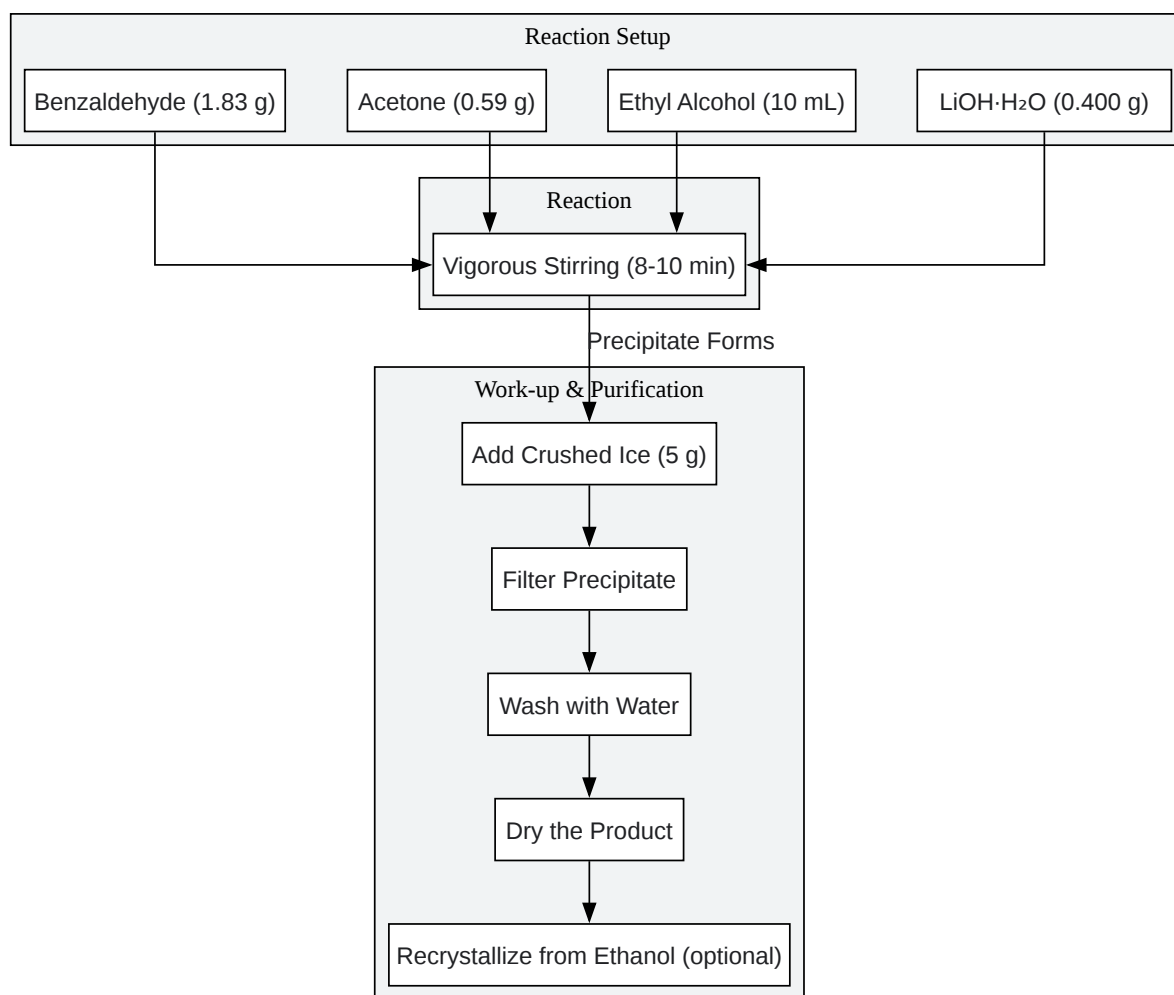 Reaction Setup
Benzaldehyde (1.83 g)
Acetone (0.59 g)
Ethyl Alcohol (10 mL)
LiOH·H₂O (0.400 g)
Reaction
Vigorous Stirring (8-10 min)
Precipitate Forms
Work-up & Purification
Add Crushed Ice (5 g)
Filter Precipitate
Wash with Water
Dry the Product
Recrystallize from Ethanol (optional)